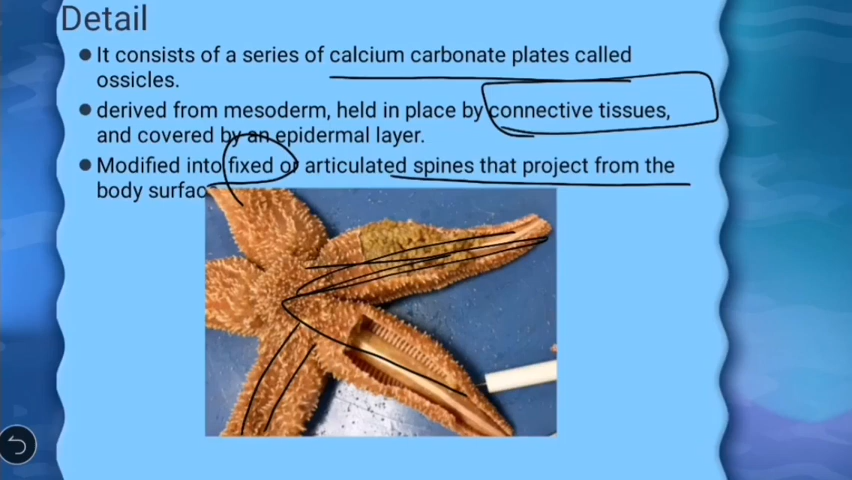 Detail
It consists of a series of calcium carbonate plates called
ossicles.
derived from mesoderm, held in place by connective tissues,
and covered by an epidermal layer.
Modified into fixed or articulated spines that project from the
body surfac